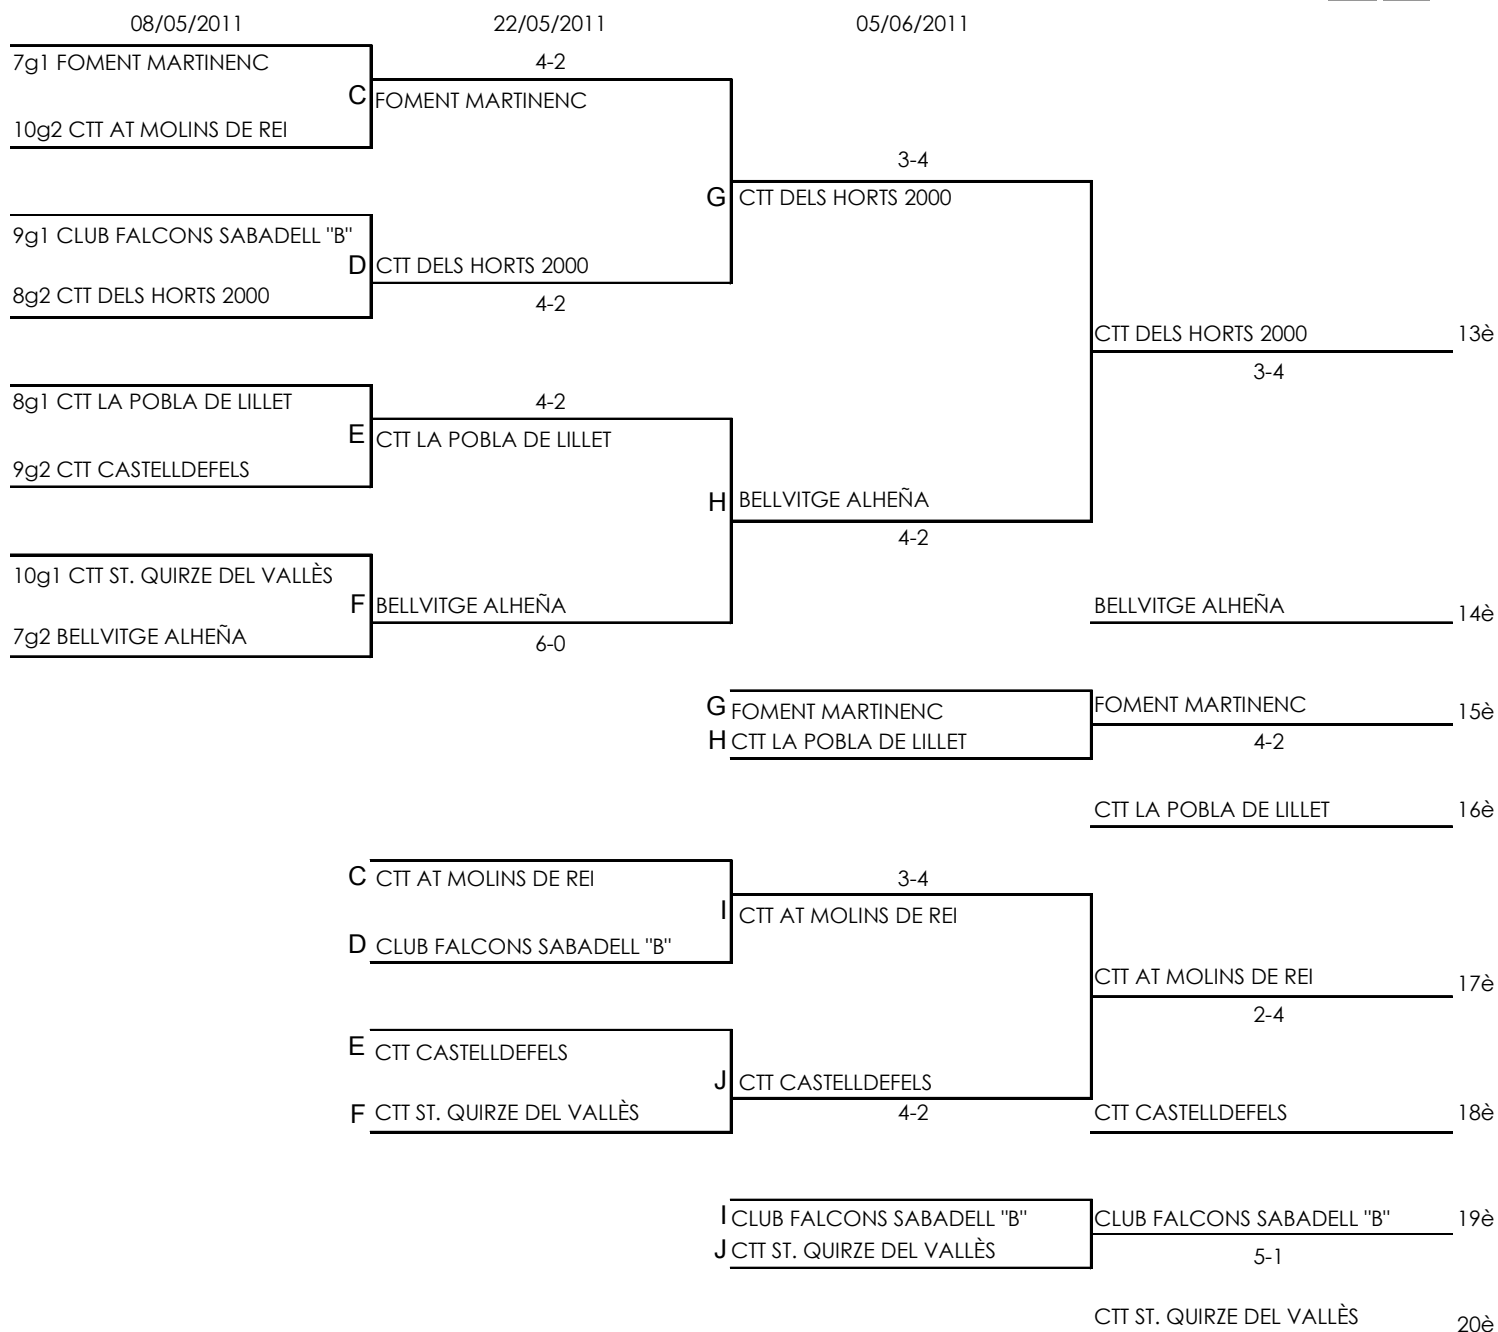 08/05/2011 22/05/2011 05/06/2011
7g1 FOMENT MARTINENC 4-2
C FOMENT MARTINENC
10g2 CTT AT MOLINS DE REI
3-4
G CTT DELS HORTS 2000
9g1 CLUB FALCONS SABADELL "B"
D CTT DELS HORTS 2000
8g2 CTT DELS HORTS 2000 4-2
CTT DELS HORTS 2000 13è
3-4
8g1 CTT LA POBLA DE LILLET 4-2
E CTT LA POBLA DE LILLET
9g2 CTT CASTELLDEFELS
H BELLVITGE ALHEÑA
4-2
10g1 CTT ST. QUIRZE DEL VALLÈS
F BELLVITGE ALHEÑA BELLVITGE ALHEÑA 14è
7g2 BELLVITGE ALHEÑA 6-0
G FOMENT MARTINENC FOMENT MARTINENC 15è
H CTT LA POBLA DE LILLET 4-2
CTT LA POBLA DE LILLET 16è
C CTT AT MOLINS DE REI 3-4
I CTT AT MOLINS DE REI
D CLUB FALCONS SABADELL "B"
CTT AT MOLINS DE REI 17è
2-4
E CTT CASTELLDEFELS
J CTT CASTELLDEFELS
F CTT ST. QUIRZE DEL VALLÈS 4-2 CTT CASTELLDEFELS 18è
I CLUB FALCONS SABADELL "B" CLUB FALCONS SABADELL "B" 19è
J CTT ST. QUIRZE DEL VALLÈS 5-1
CTT ST. QUIRZE DEL VALLÈS 20è